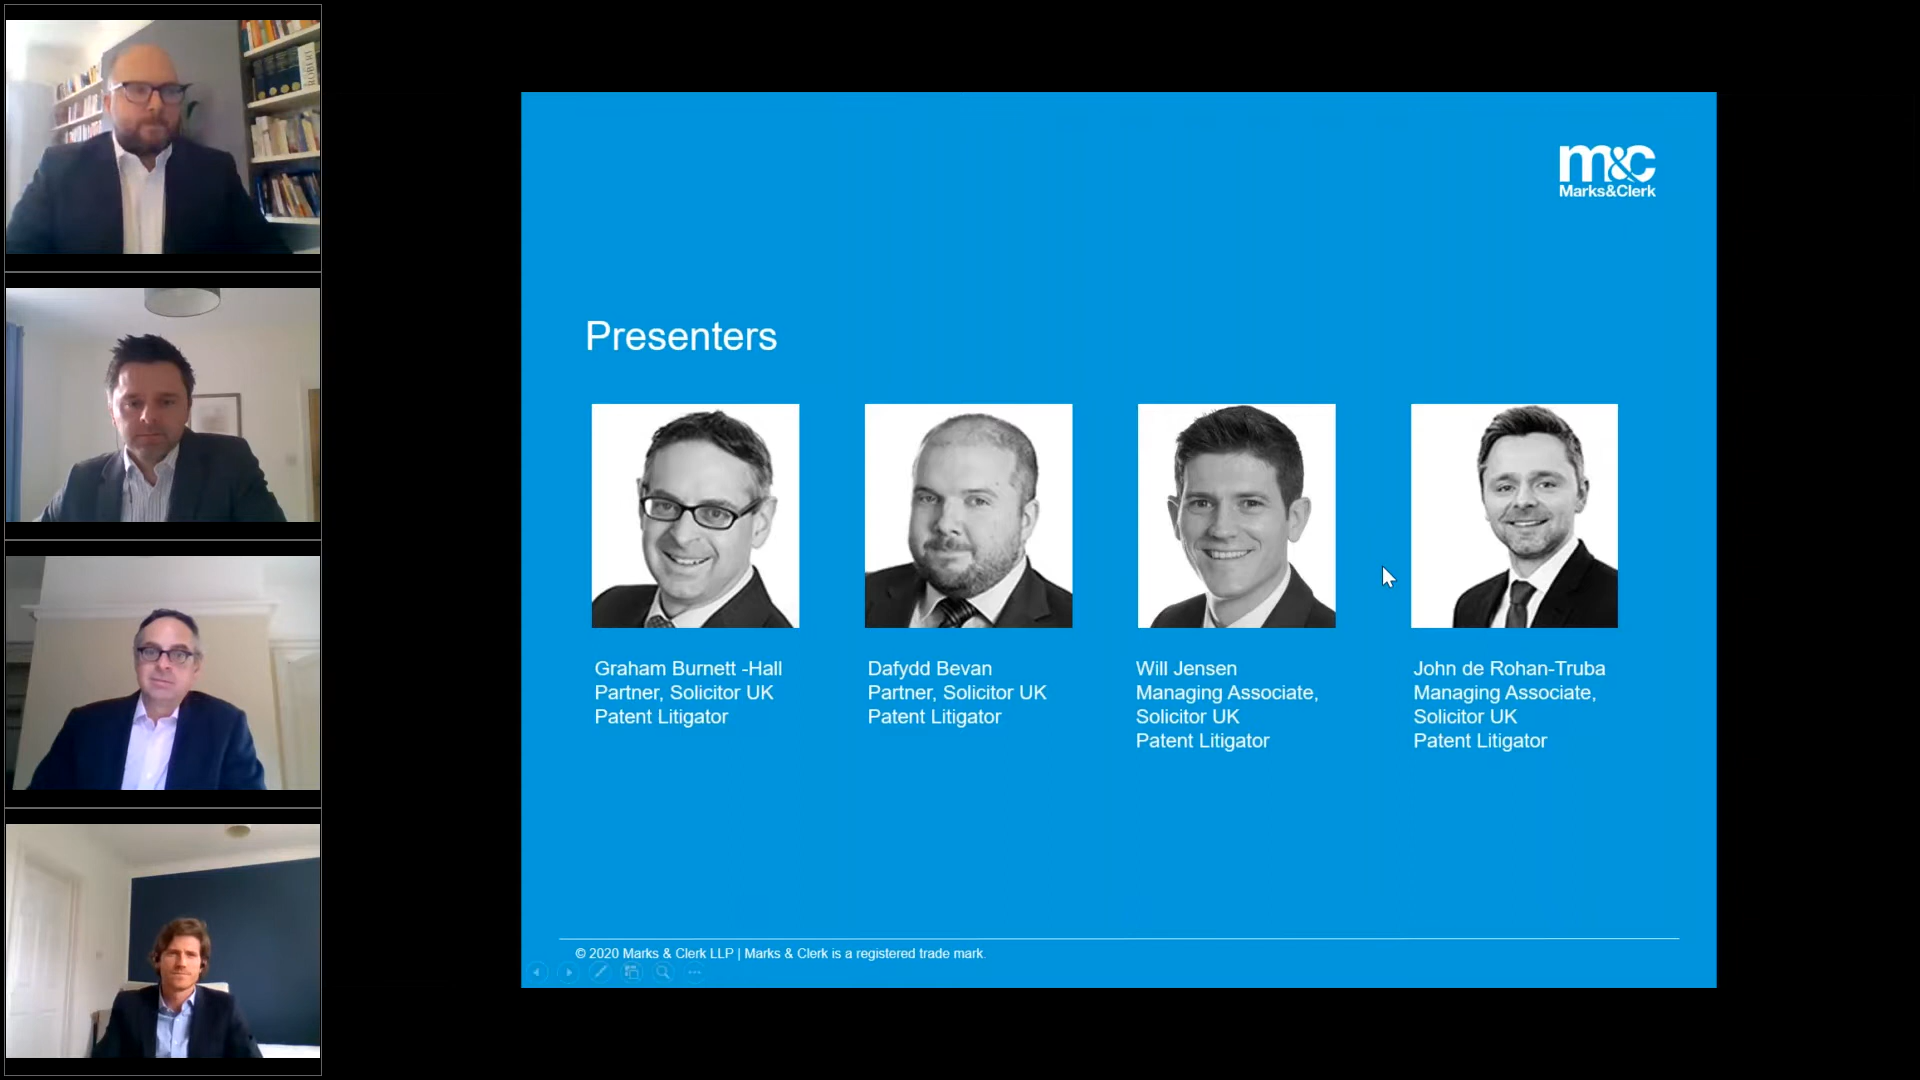 ROBERT
m&c
Marks&Clerk
Presenters
Graham Burnett -Hall
Partner, Solicitor UK
Patent Litigator
Dafydd Bevan
Partner, Solicitor UK
Patent Litigator
Will Jensen
Managing Associate,
Solicitor UK
Patent Litigator
John de Rohan-Truba
Managing Associate,
Solicitor UK
Patent Litigator
© 2020 Marks & Clerk LLP | Marks & Clerk is a registered trade mark.